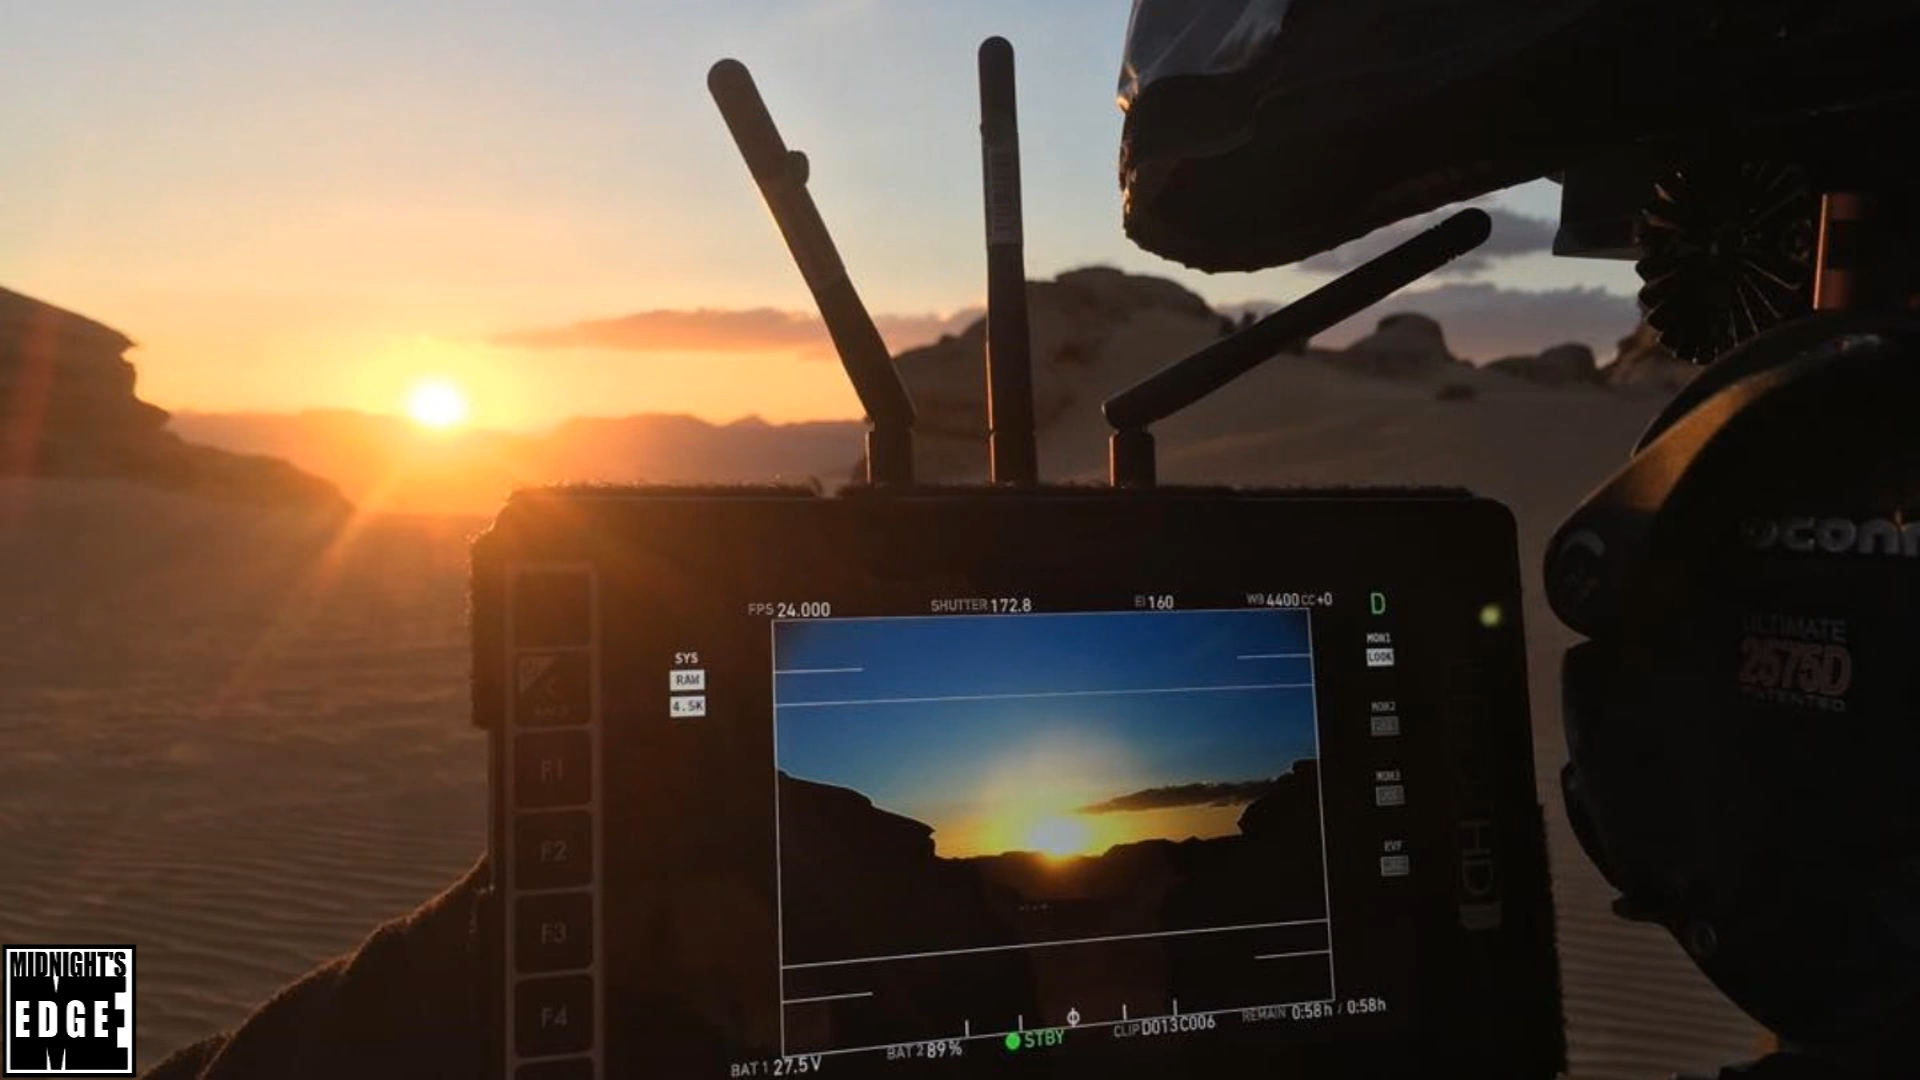 FPS 24.000
SHUTTER 172.8
EI 160
WB 4400 CC+0
D
SYS
RAW
4.5K
MON1
LOOK
MON2
MON3
EVF
F1
F2
F3
F4
BAT 1 27.5 V
BAT 2 89%
STBY
CLIP D013C006
REMAIN 0:58h / 0:58h
ULTIMATE
2575D
PATENTED
MIDNIGHT'S
EDGE